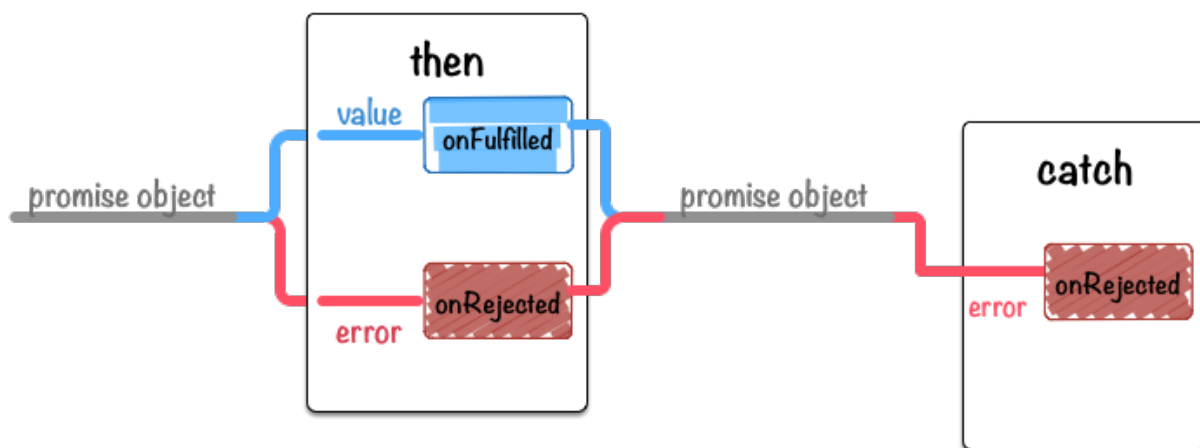 then
value
onFulfilled
promise object
onRejected
error
promise object
catch
onRejected
error